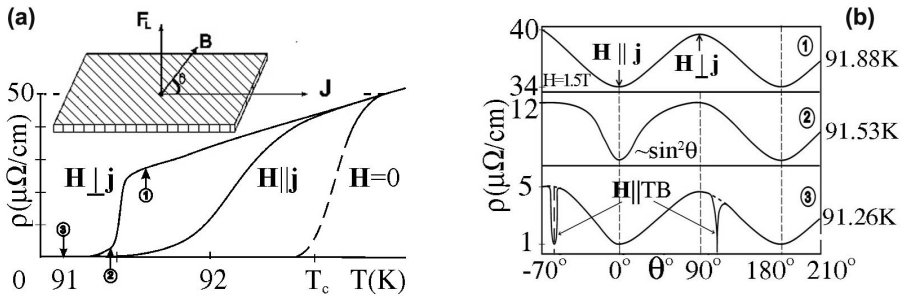 (a)
F_L
B
θ
J
50
ρ(μΩ/cm)
H⊥j
H||j
H=0
①
③
②
0
91
92
T_c
T(K)
(b)
40
H || j
H⊥j
①
91.88K
34
H=1.5T
12
②
91.53K
~sin²θ
ρ(μΩ/cm)
5
H||TB
③
91.26K
1
-70°
0°
θ°
90°
180°
210°